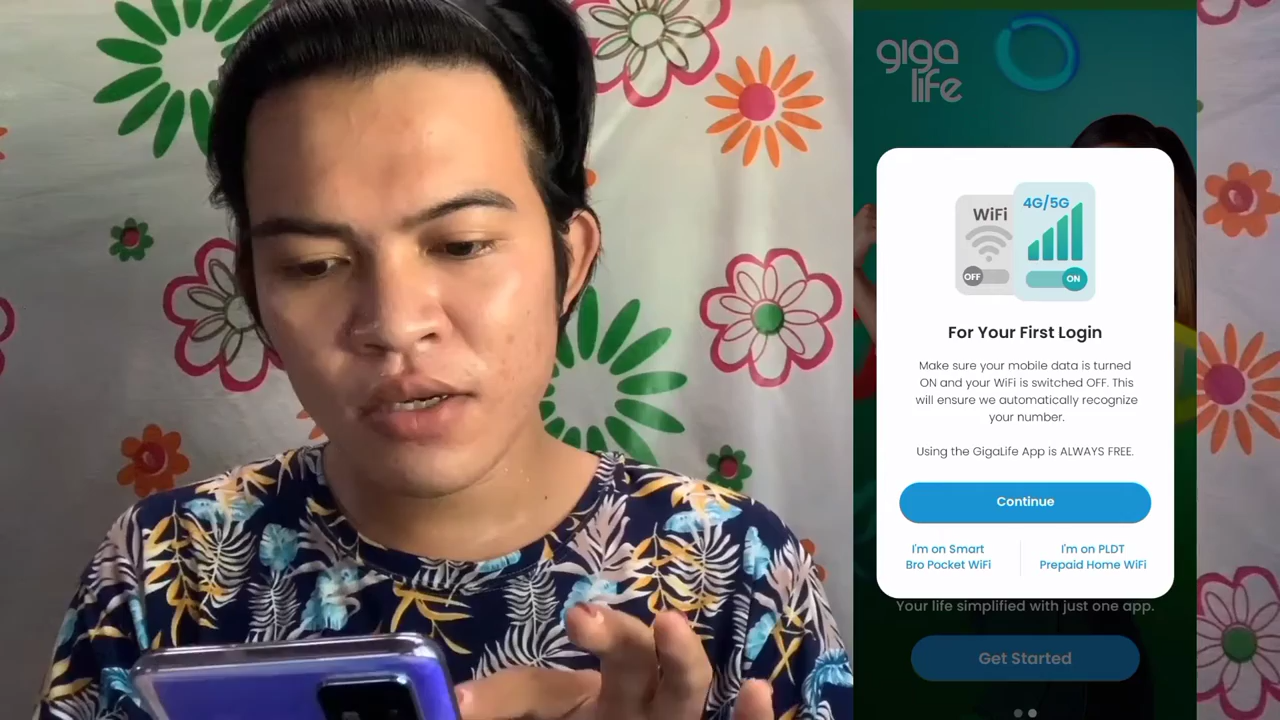 giga
life
WiFi
4G/5G
OFF
ON
For Your First Login
Make sure your mobile data is turned
ON and your WiFi is switched OFF. This
will ensure we automatically recognize
your number.
Using the GigaLife App is ALWAYS FREE.
Continue
I'm on Smart
Bro Pocket WiFi
I'm on PLDT
Prepaid Home WiFi
Your life simplified with just one app.
Get Started